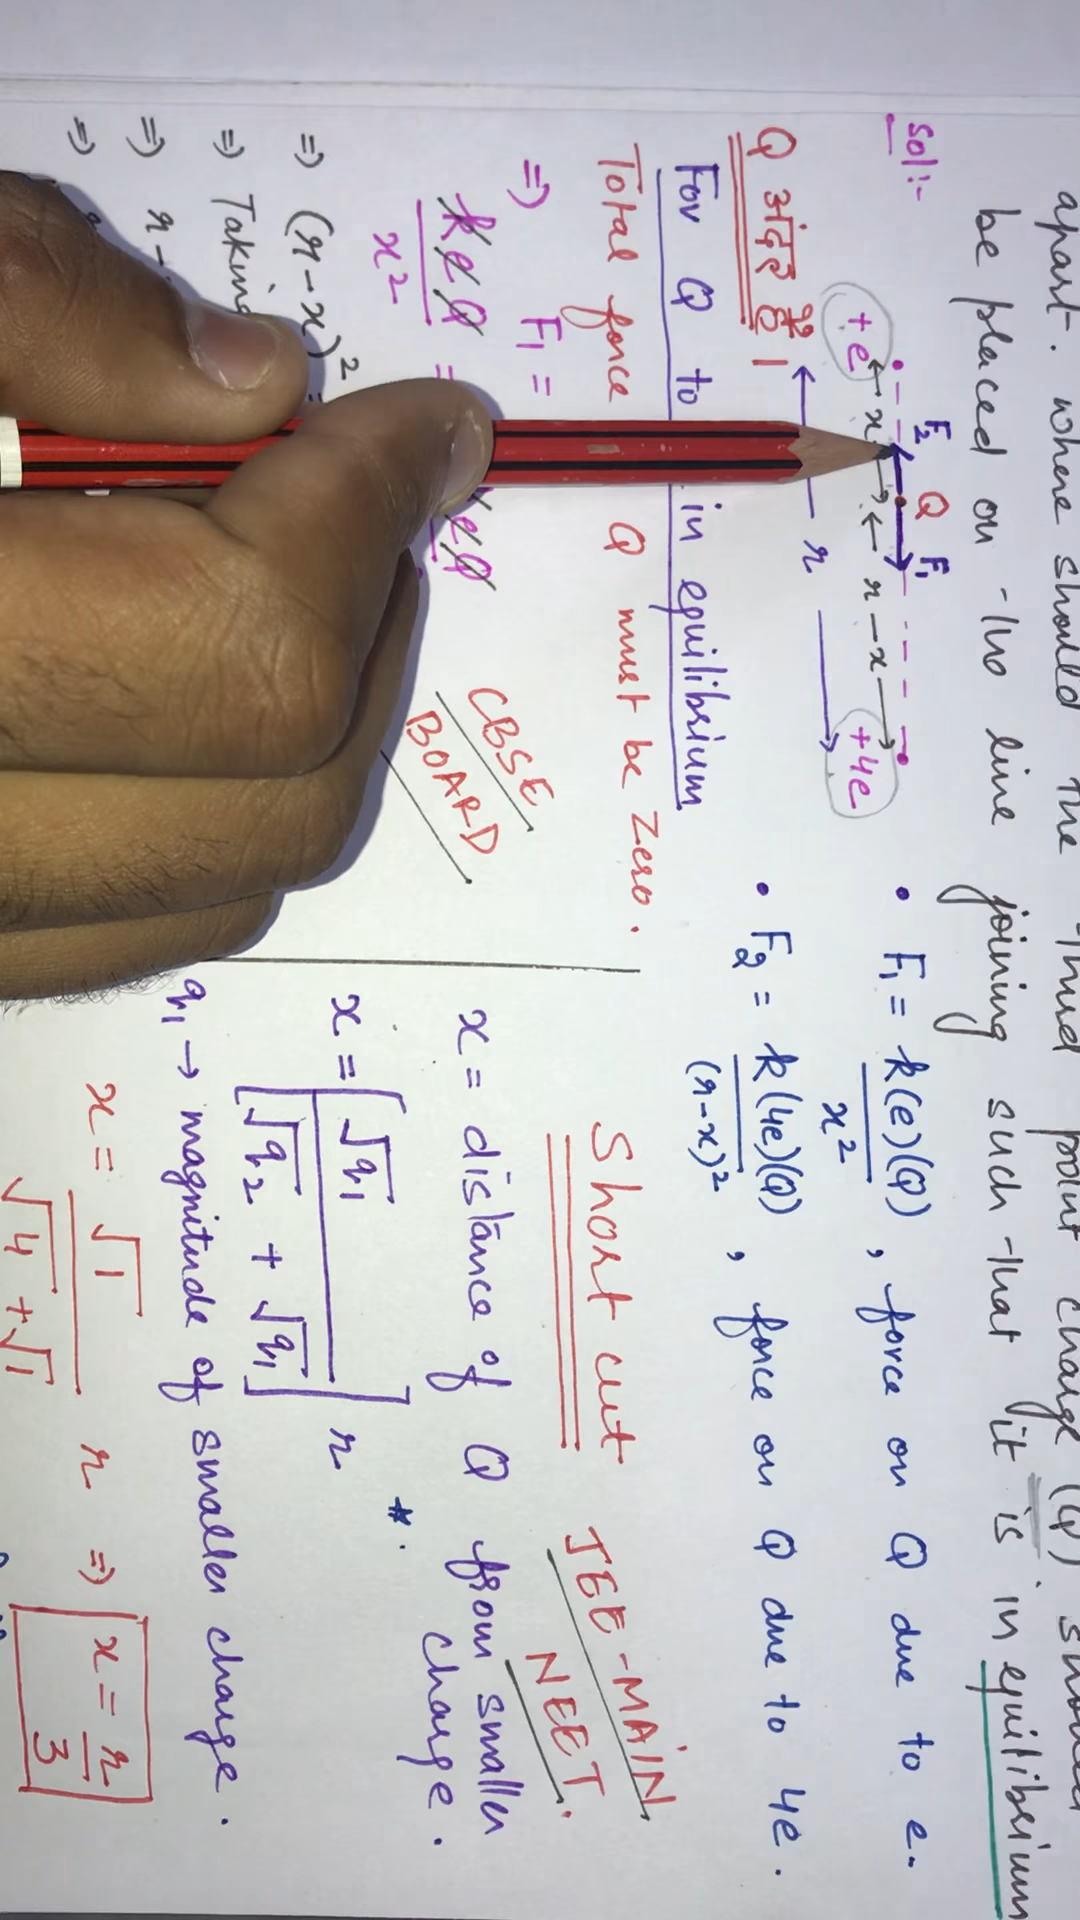 apart. where should the third point charge (Q) should
be placed on the line joining such that it is in equilibrium
Sol:-
F₂ Q F₁
+e x r-x +4e
r
• F₁ = k(e)(Q)/x² , force on Q due to e.
• F₂ = k(4e)(Q)/(r-x)² , force on Q due to 4e.
Q अंदर है।
For Q to in equilibrium
Total force Q must be zero.
⇒ F₁ =
keQ/x² = eQ
⇒ (r-x)² =
⇒ Taking
⇒ r-
⇒
CBSE
BOARD
Short cut
JEE-MAIN
NEET.
x = distance of Q from smaller
charge.
x = [√q₁/√q₂ + √q₁] r *
q₁ → magnitude of smaller charge.
x = √1/√4 + √1 r ⇒ x = r/3